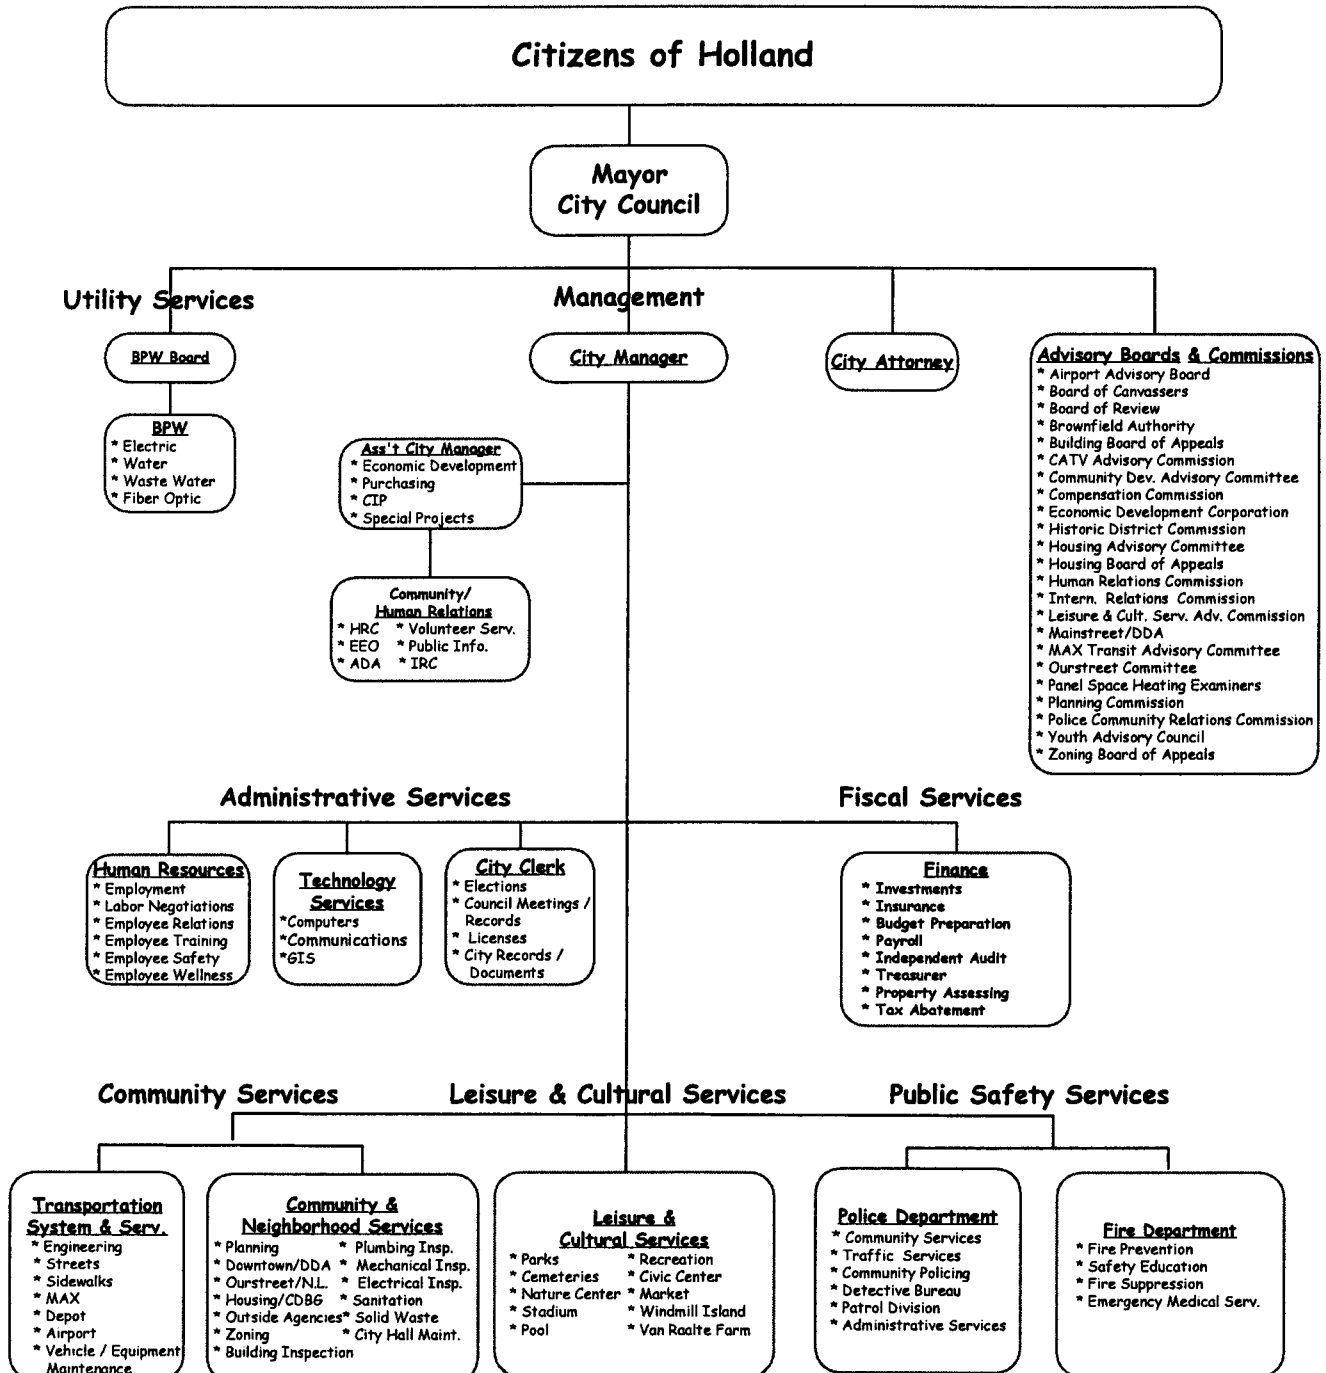 Citizens of Holland
Mayor
City Council
Utility Services
Management
BPW Board
City Manager
City Attorney
Advisory Boards & Commissions
* Airport Advisory Board
* Board of Canvassers
* Board of Review
* Brownfield Authority
* Building Board of Appeals
* CATV Advisory Commission
* Community Dev. Advisory Committee
* Compensation Commission
* Economic Development Corporation
* Historic District Commission
* Housing Advisory Committee
* Housing Board of Appeals
* Human Relations Commission
* Intern. Relations Commission
* Leisure & Cult. Serv. Adv. Commission
* Mainstreet/DDA
* MAX Transit Advisory Committee
* Ourstreet Committee
* Panel Space Heating Examiners
* Planning Commission
* Police Community Relations Commission
* Youth Advisory Council
* Zoning Board of Appeals
BPW
* Electric
* Water
* Waste Water
* Fiber Optic
Ass't City Manager
* Economic Development
* Purchasing
* CIP
* Special Projects
Community/
Human Relations
* HRC * Volunteer Serv.
* EEO * Public Info.
* ADA * IRC
Administrative Services
Fiscal Services
Human Resources
* Employment
* Labor Negotiations
* Employee Relations
* Employee Training
* Employee Safety
* Employee Wellness
Technology
Services
*Computers
*Communications
*GIS
City Clerk
* Elections
* Council Meetings /
Records
* Licenses
* City Records /
Documents
Finance
* Investments
* Insurance
* Budget Preparation
* Payroll
* Independent Audit
* Treasurer
* Property Assessing
* Tax Abatement
Community Services
Leisure & Cultural Services
Public Safety Services
Transportation
System & Serv.
* Engineering
* Streets
* Sidewalks
* MAX
* Depot
* Airport
* Vehicle / Equipment
Maintenance
Community &
Neighborhood Services
* Planning * Plumbing Insp.
* Downtown/DDA * Mechanical Insp.
* Ourstreet/N.L. * Electrical Insp.
* Housing/CDBG * Sanitation
* Outside Agencies * Solid Waste
* Zoning * City Hall Maint.
* Building Inspection
Leisure &
Cultural Services
* Parks * Recreation
* Cemeteries * Civic Center
* Nature Center * Market
* Stadium * Windmill Island
* Pool * Van Raalte Farm
Police Department
* Community Services
* Traffic Services
* Community Policing
* Detective Bureau
* Patrol Division
* Administrative Services
Fire Department
* Fire Prevention
* Safety Education
* Fire Suppression
* Emergency Medical Serv.